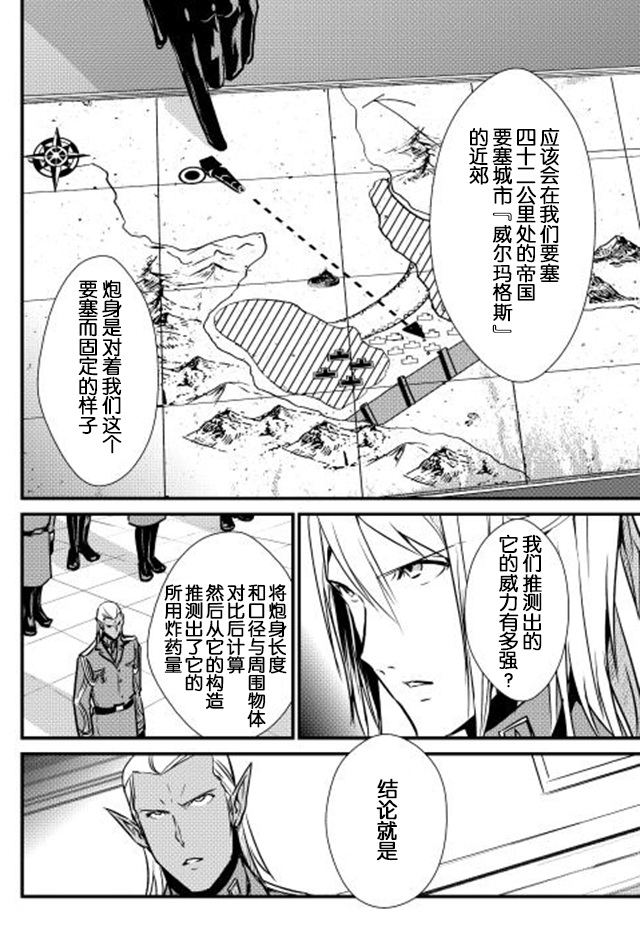 应该会在我们要塞
四十二公里处的帝国
要塞城市『威尔玛格斯』
的近郊
炮身是对着我们这个
要塞而固定的样子
我们推测出的
它的威力有多强?
将炮身长度
和口径与周围物体
对比后计算
然后从它的构造
推测出了它的
所用炸药量
结论就是